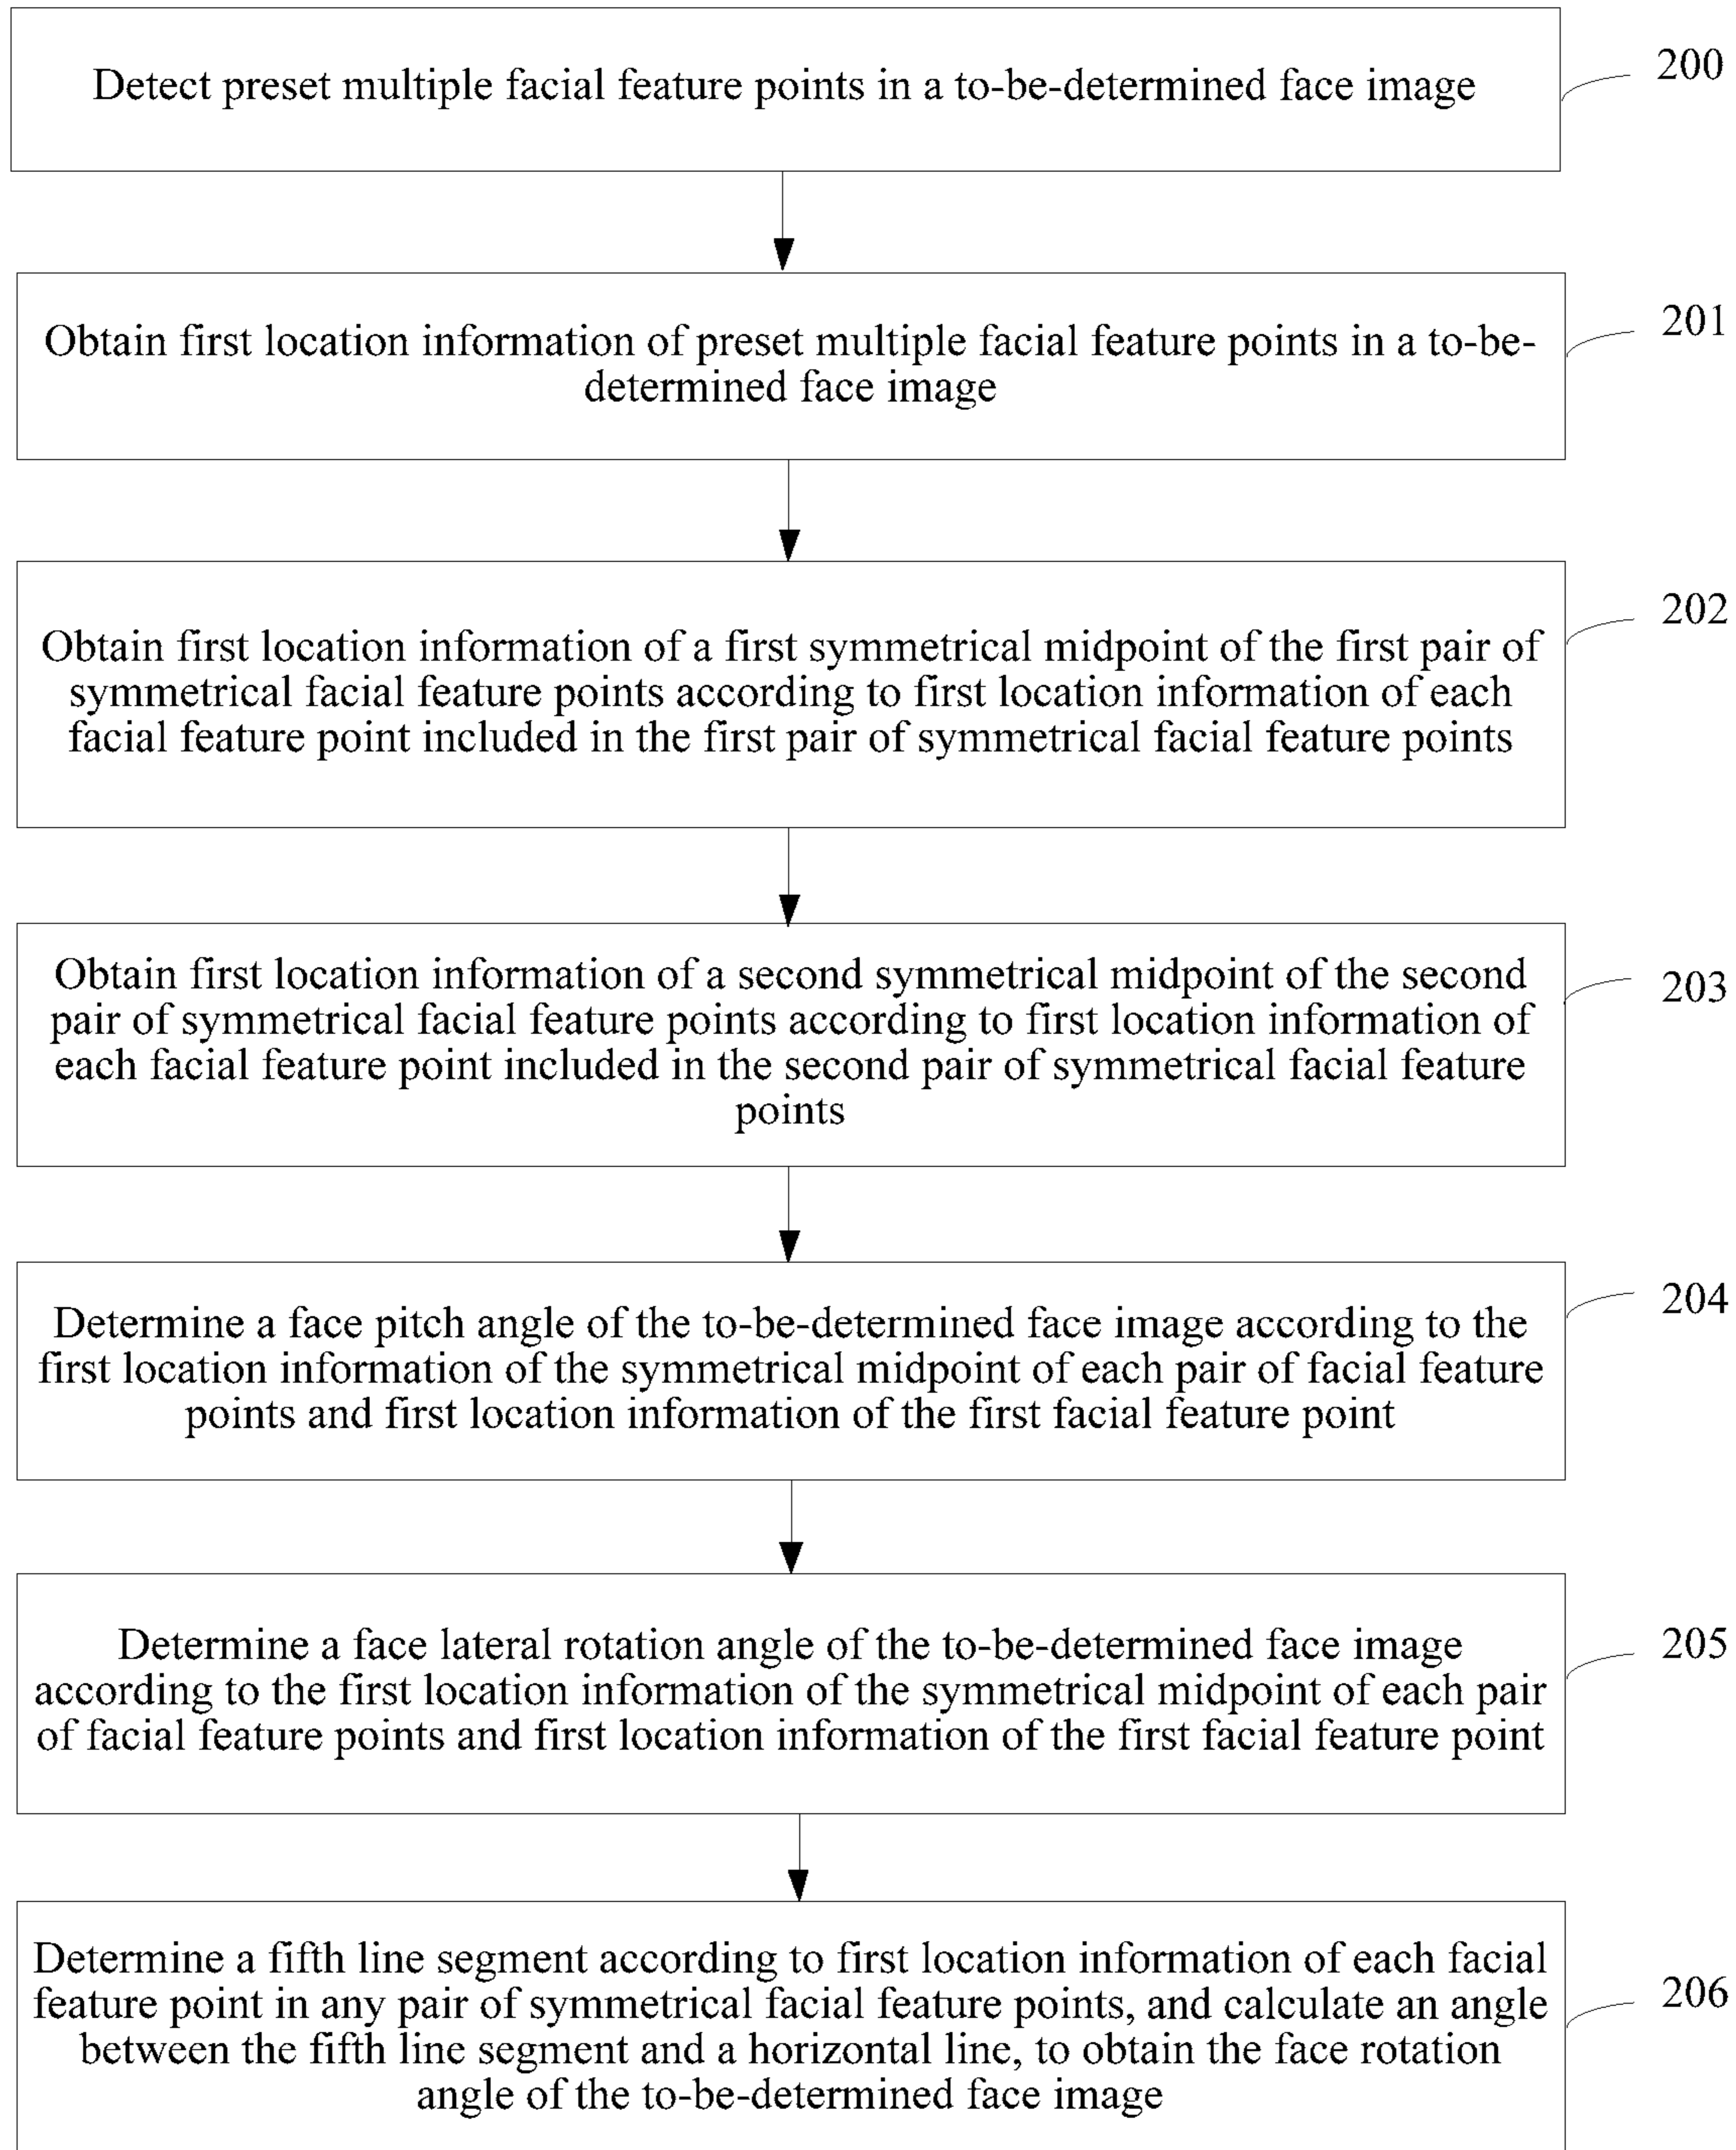 Detect preset multiple facial feature points in a to-be-determined face image
200
Obtain first location information of preset multiple facial feature points in a to-be-
determined face image
201
Obtain first location information of a first symmetrical midpoint of the first pair of
symmetrical facial feature points according to first location information of each
facial feature point included in the first pair of symmetrical facial feature points
202
Obtain first location information of a second symmetrical midpoint of the second
pair of symmetrical facial feature points according to first location information of
each facial feature point included in the second pair of symmetrical facial feature
points
203
Determine a face pitch angle of the to-be-determined face image according to the
first location information of the symmetrical midpoint of each pair of facial feature
points and first location information of the first facial feature point
204
Determine a face lateral rotation angle of the to-be-determined face image
according to the first location information of the symmetrical midpoint of each pair
of facial feature points and first location information of the first facial feature point
205
Determine a fifth line segment according to first location information of each facial
feature point in any pair of symmetrical facial feature points, and calculate an angle
between the fifth line segment and a horizontal line, to obtain the face rotation
angle of the to-be-determined face image
206